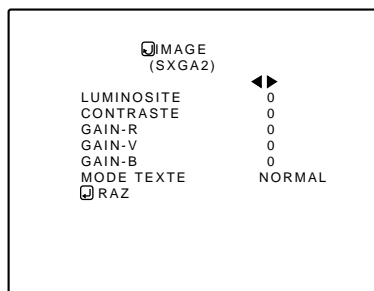 IMAGE
(SXGA2)
LUMINOSITE 0
CONTRASTE 0
GAIN-R 0
GAIN-V 0
GAIN-B 0
MODE TEXTE NORMAL
RAZ